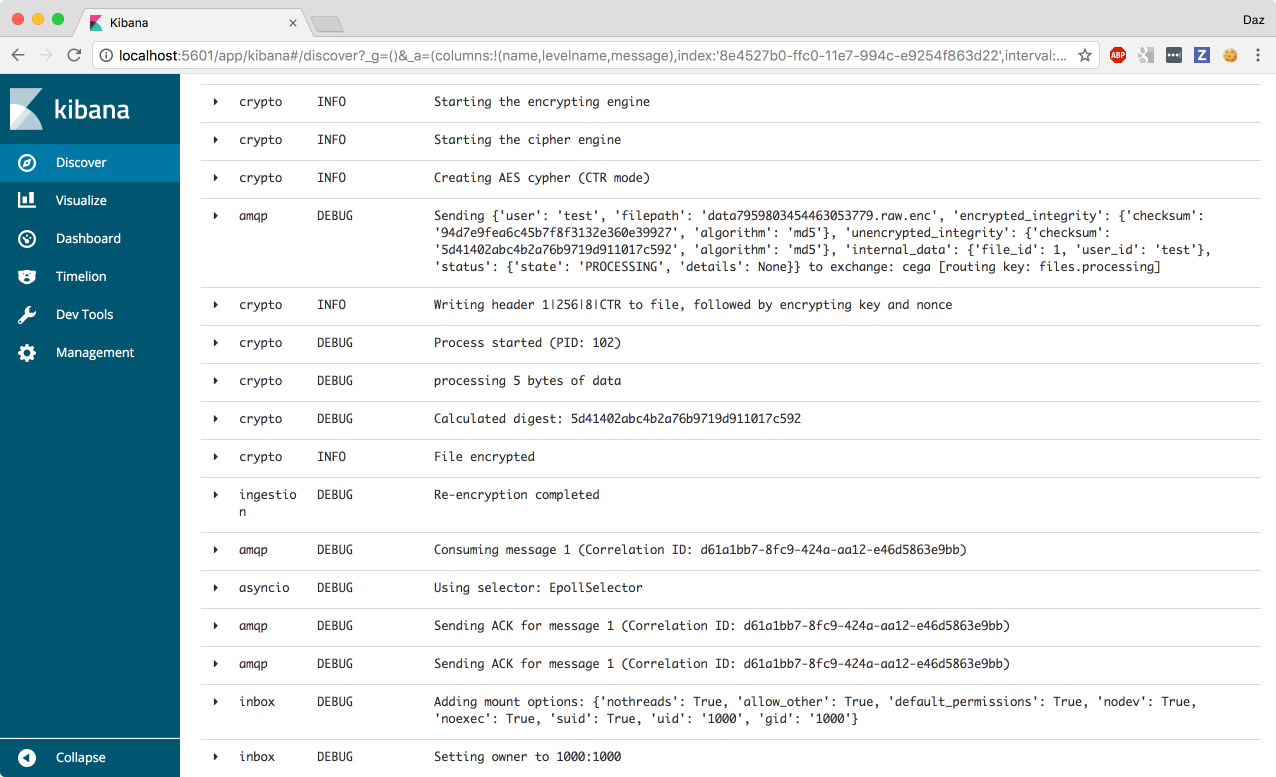 Kibana
Daz
localhost:5601/app/kibana#/discover?_g=()&_a=(columns:!(name,levelname,message),index:'8e4527b0-ffc0-11e7-994c-e9254f863d22',interval:...
ABP
Z
kibana
Discover
Visualize
Dashboard
Timelion
Dev Tools
Management
Collapse
crypto INFO Starting the encrypting engine
crypto INFO Starting the cipher engine
crypto INFO Creating AES cypher (CTR mode)
amqp DEBUG Sending {'user': 'test', 'filepath': 'data7959803454463053779.raw.enc', 'encrypted_integrity': {'checksum':
'94d7e9fea6c45b7f8f3132e360e39927', 'algorithm': 'md5'}, 'unencrypted_integrity': {'checksum':
'5d41402abc4b2a76b9719d911017c592', 'algorithm': 'md5'}, 'internal_data': {'file_id': 1, 'user_id': 'test'},
'status': {'state': 'PROCESSING', 'details': None}} to exchange: cega [routing key: files.processing]
crypto INFO Writing header 1|256|8|CTR to file, followed by encrypting key and nonce
crypto DEBUG Process started (PID: 102)
crypto DEBUG processing 5 bytes of data
crypto DEBUG Calculated digest: 5d41402abc4b2a76b9719d911017c592
crypto INFO File encrypted
ingestio DEBUG Re-encryption completed
n
amqp DEBUG Consuming message 1 (Correlation ID: d61a1bb7-8fc9-424a-aa12-e46d5863e9bb)
asyncio DEBUG Using selector: EpollSelector
amqp DEBUG Sending ACK for message 1 (Correlation ID: d61a1bb7-8fc9-424a-aa12-e46d5863e9bb)
amqp DEBUG Sending ACK for message 1 (Correlation ID: d61a1bb7-8fc9-424a-aa12-e46d5863e9bb)
inbox DEBUG Adding mount options: {'nothreads': True, 'allow_other': True, 'default_permissions': True, 'nodev': True,
'noexec': True, 'suid': True, 'uid': '1000', 'gid': '1000'}
inbox DEBUG Setting owner to 1000:1000